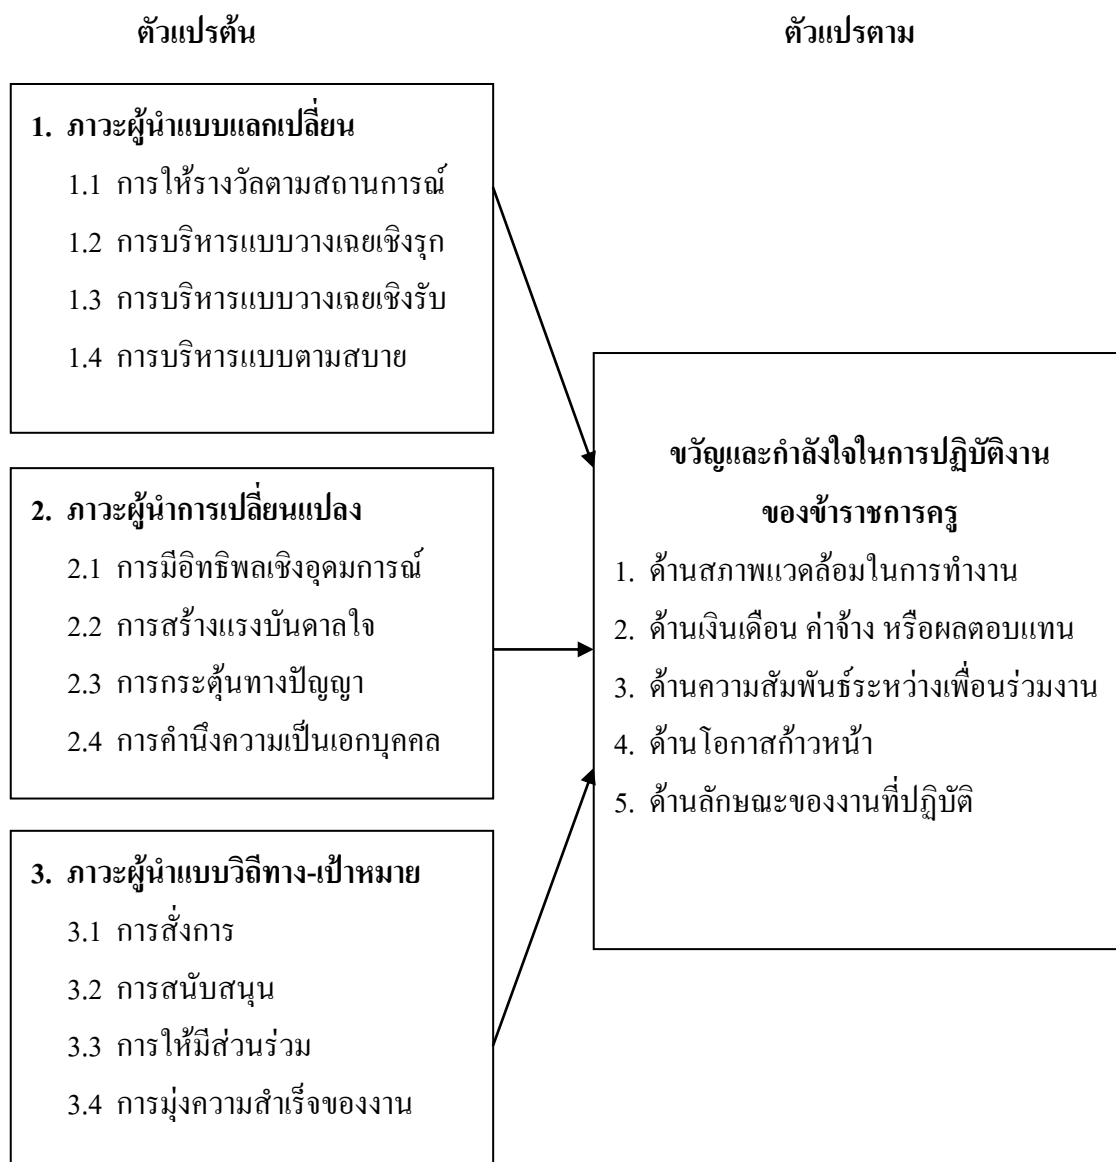 ตัวแปรต้น
ตัวแปรตาม
1. ภาวะผู้นำแบบแลกเปลี่ยน
1.1 การให้รางวัลตามสถานการณ์
1.2 การบริหารแบบวางเฉยเชิงรุก
1.3 การบริหารแบบวางเฉยเชิงรับ
1.4 การบริหารแบบตามสบาย
2. ภาวะผู้นำการเปลี่ยนแปลง
2.1 การมีอิทธิพลเชิงอุดมการณ์
2.2 การสร้างแรงบันดาลใจ
2.3 การกระตุ้นทางปัญญา
2.4 การคำนึงความเป็นเอกบุคคล
3. ภาวะผู้นำแบบวิถีทาง-เป้าหมาย
3.1 การสั่งการ
3.2 การสนับสนุน
3.3 การให้มีส่วนร่วม
3.4 การมุ่งความสำเร็จของงาน
ขวัญและกำลังใจในการปฏิบัติงาน
ของข้าราชการครู
1. ด้านสภาพแวดล้อมในการทำงาน
2. ด้านเงินเดือน ค่าจ้าง หรือผลตอบแทน
3. ด้านความสัมพันธ์ระหว่างเพื่อนร่วมงาน
4. ด้านโอกาสก้าวหน้า
5. ด้านลักษณะของงานที่ปฏิบัติ